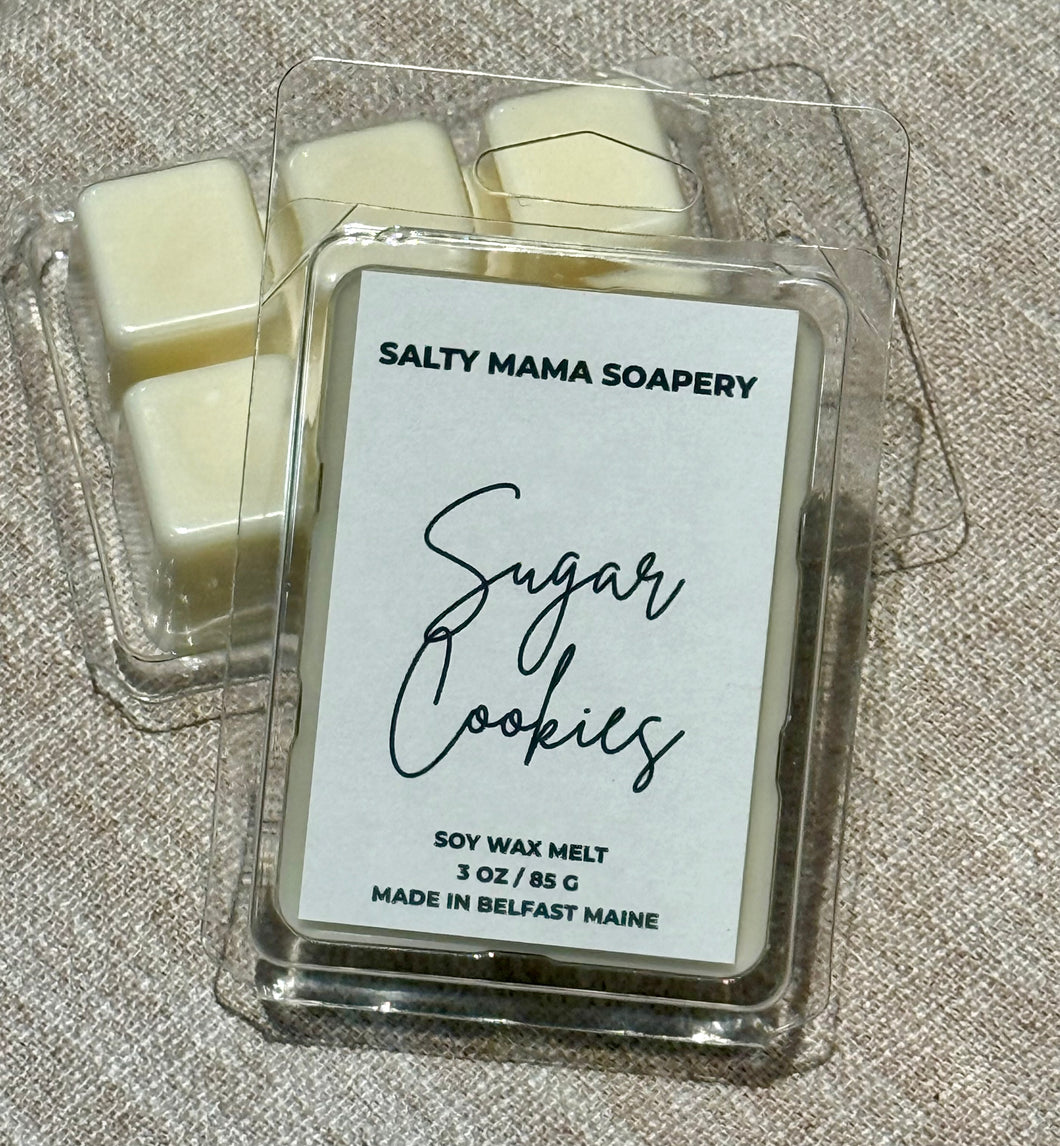 SALTY MAMA SOAPERY
Sugar
Cookies
SOY WAX MELT
3 OZ / 85 G
MADE IN BELFAST MAINE